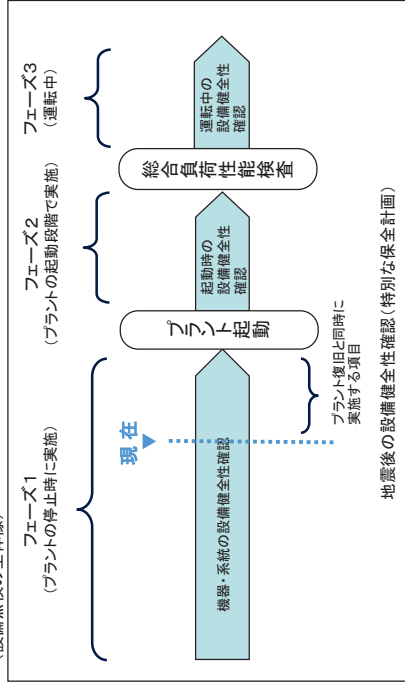 フェーズ1
(プラントの停止時に実施)
フェーズ2
(プラントの起動段階で実施)
フェーズ3
(運転中)
現在
機器・系統の設備健全性確認
プラント起動
起動時の
設備健全性
確認
総合負荷性能検査
運転中の
設備健全性
確認
プラント復旧と同時に
実施する項目
地震後の設備健全性確認(特別な保全計画)